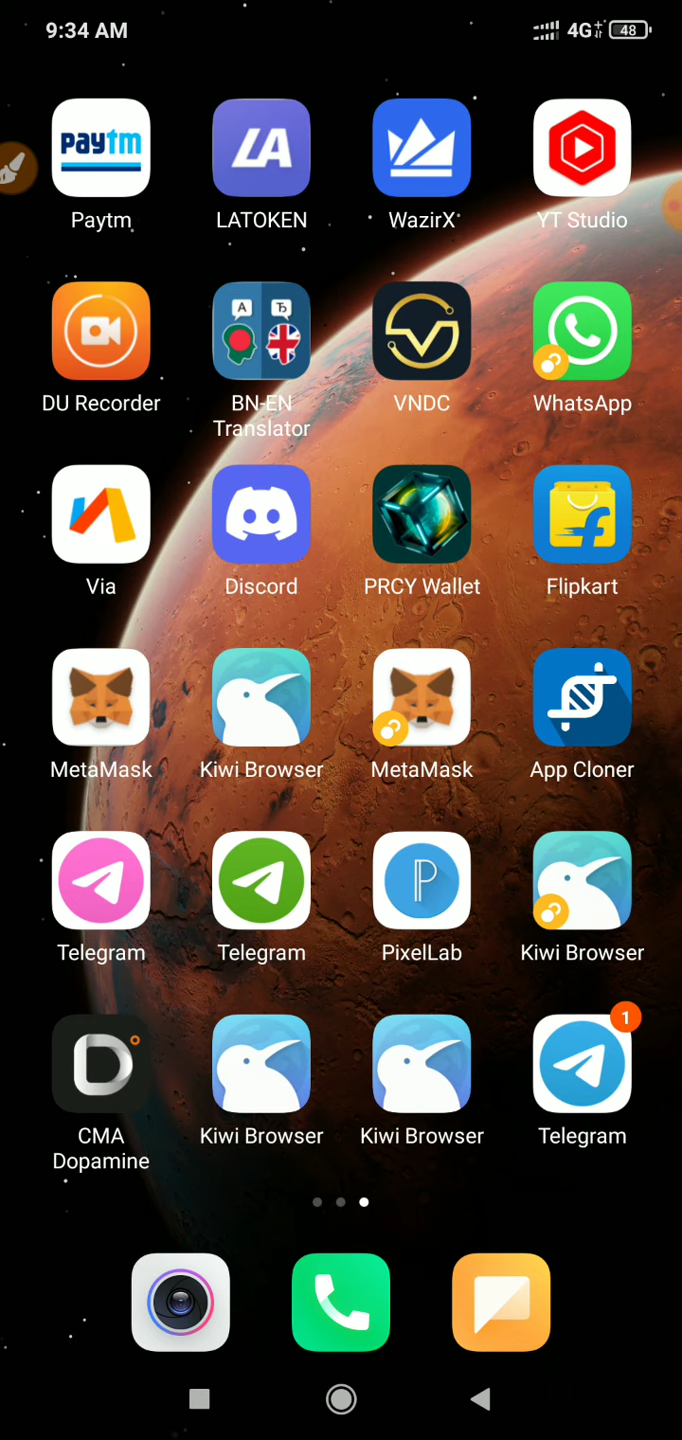 9:34 AM 4G+ 48
paytm
LA
Paytm LATOKEN WazirX YT Studio
A Ъ
DU Recorder BN-EN Translator VNDC WhatsApp
Via Discord PRCY Wallet Flipkart
MetaMask Kiwi Browser MetaMask App Cloner
P
Telegram Telegram PixelLab Kiwi Browser
D 1
CMA Dopamine Kiwi Browser Kiwi Browser Telegram